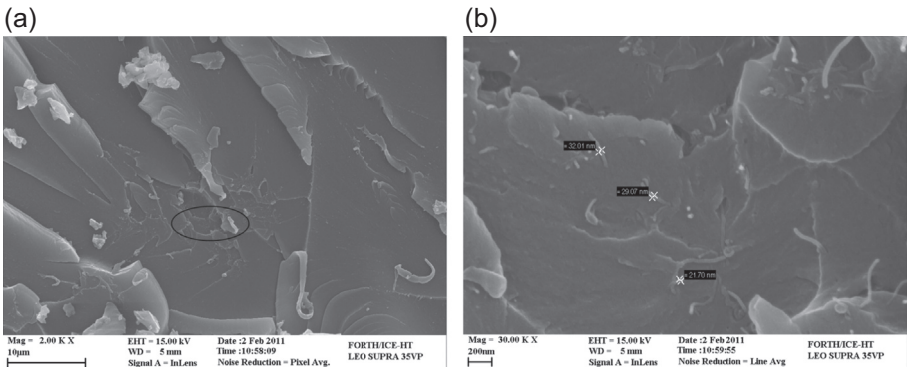 (a)
(b)
= 32.01 nm
= 29.07 nm
= 21.70 nm
Mag = 2.00 K X
10µm
EHT = 15.00 kV
WD = 5 mm
Signal A = InLens
Date :2 Feb 2011
Time :10:58:09
Noise Reduction = Pixel Avg.
FORTH/ICE-HT
LEO SUPRA 35VP
Mag = 30.00 K X
200nm
EHT = 15.00 kV
WD = 5 mm
Signal A = InLens
Date :2 Feb 2011
Time :10:59:55
Noise Reduction = Line Avg
FORTH/ICE-HT
LEO SUPRA 35VP